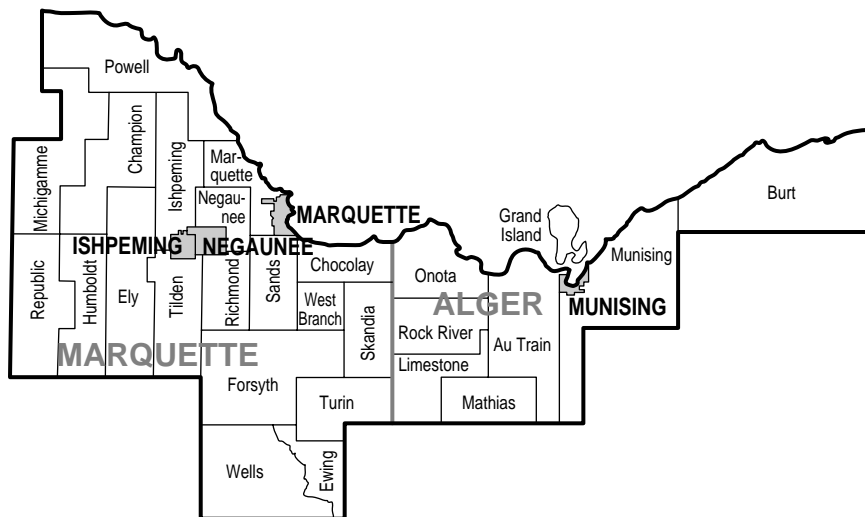 Powell
Champion
Michigamme
Ishpeming
Mar-
quette
Negau-
nee
MARQUETTE
ISHPEMING
NEGAUNEE
Grand
Island
Burt
Munising
Republic
Humboldt
Ely
Tilden
Richmond
Sands
Chocolay
Onota
West
Branch
Skandia
ALGER
MUNISING
Rock River
Au Train
MARQUETTE
Limestone
Forsyth
Turin
Mathias
Wells
Ewing